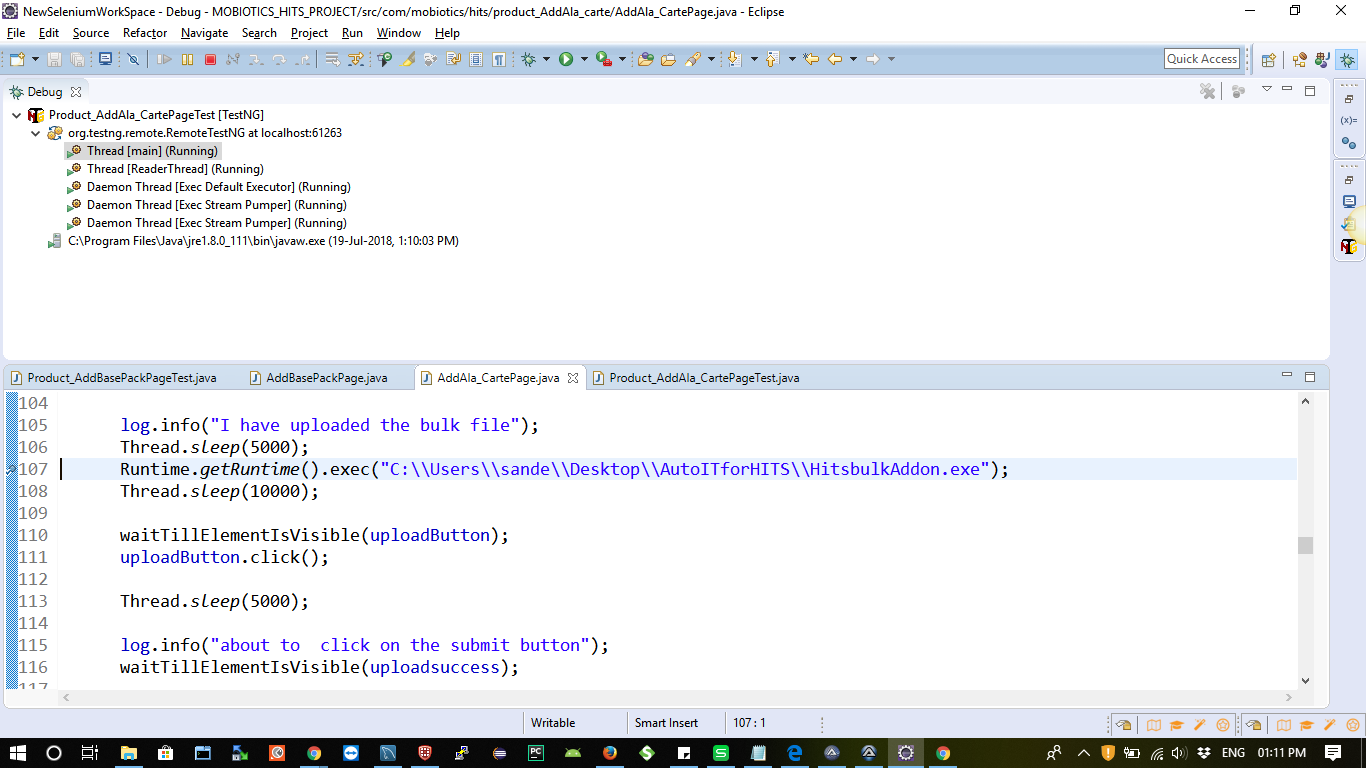 NewSeleniumWorkSpace - Debug - MOBIOTICS_HITS_PROJECT/src/com/mobiotics/hits/product_AddAla_carte/AddAla_CartePage.java - Eclipse
File Edit Source Refactor Navigate Search Project Run Window Help
Quick Access
Debug
Product_AddAla_CartePageTest [TestNG]
org.testng.remote.RemoteTestNG at localhost:61263
Thread [main] (Running)
Thread [ReaderThread] (Running)
Daemon Thread [Exec Default Executor] (Running)
Daemon Thread [Exec Stream Pumper] (Running)
Daemon Thread [Exec Stream Pumper] (Running)
C:\Program Files\Java\jre1.8.0_111\bin\javaw.exe (19-Jul-2018, 1:10:03 PM)
(x)=
Product_AddBasePackPageTest.java AddBasePackPage.java AddAla_CartePage.java Product_AddAla_CartePageTest.java
104
105 log.info("I have uploaded the bulk file");
106 Thread.sleep(5000);
107 Runtime.getRuntime().exec("C:\\Users\\sande\\Desktop\\AutoITforHITS\\HitsbulkAddon.exe");
108 Thread.sleep(10000);
109
110 waitTillElementIsVisible(uploadButton);
111 uploadButton.click();
112
113 Thread.sleep(5000);
114
115 log.info("about to  click on the submit button");
116 waitTillElementIsVisible(uploadsuccess);
117
Writable Smart Insert 107 : 1
ENG 01:11 PM